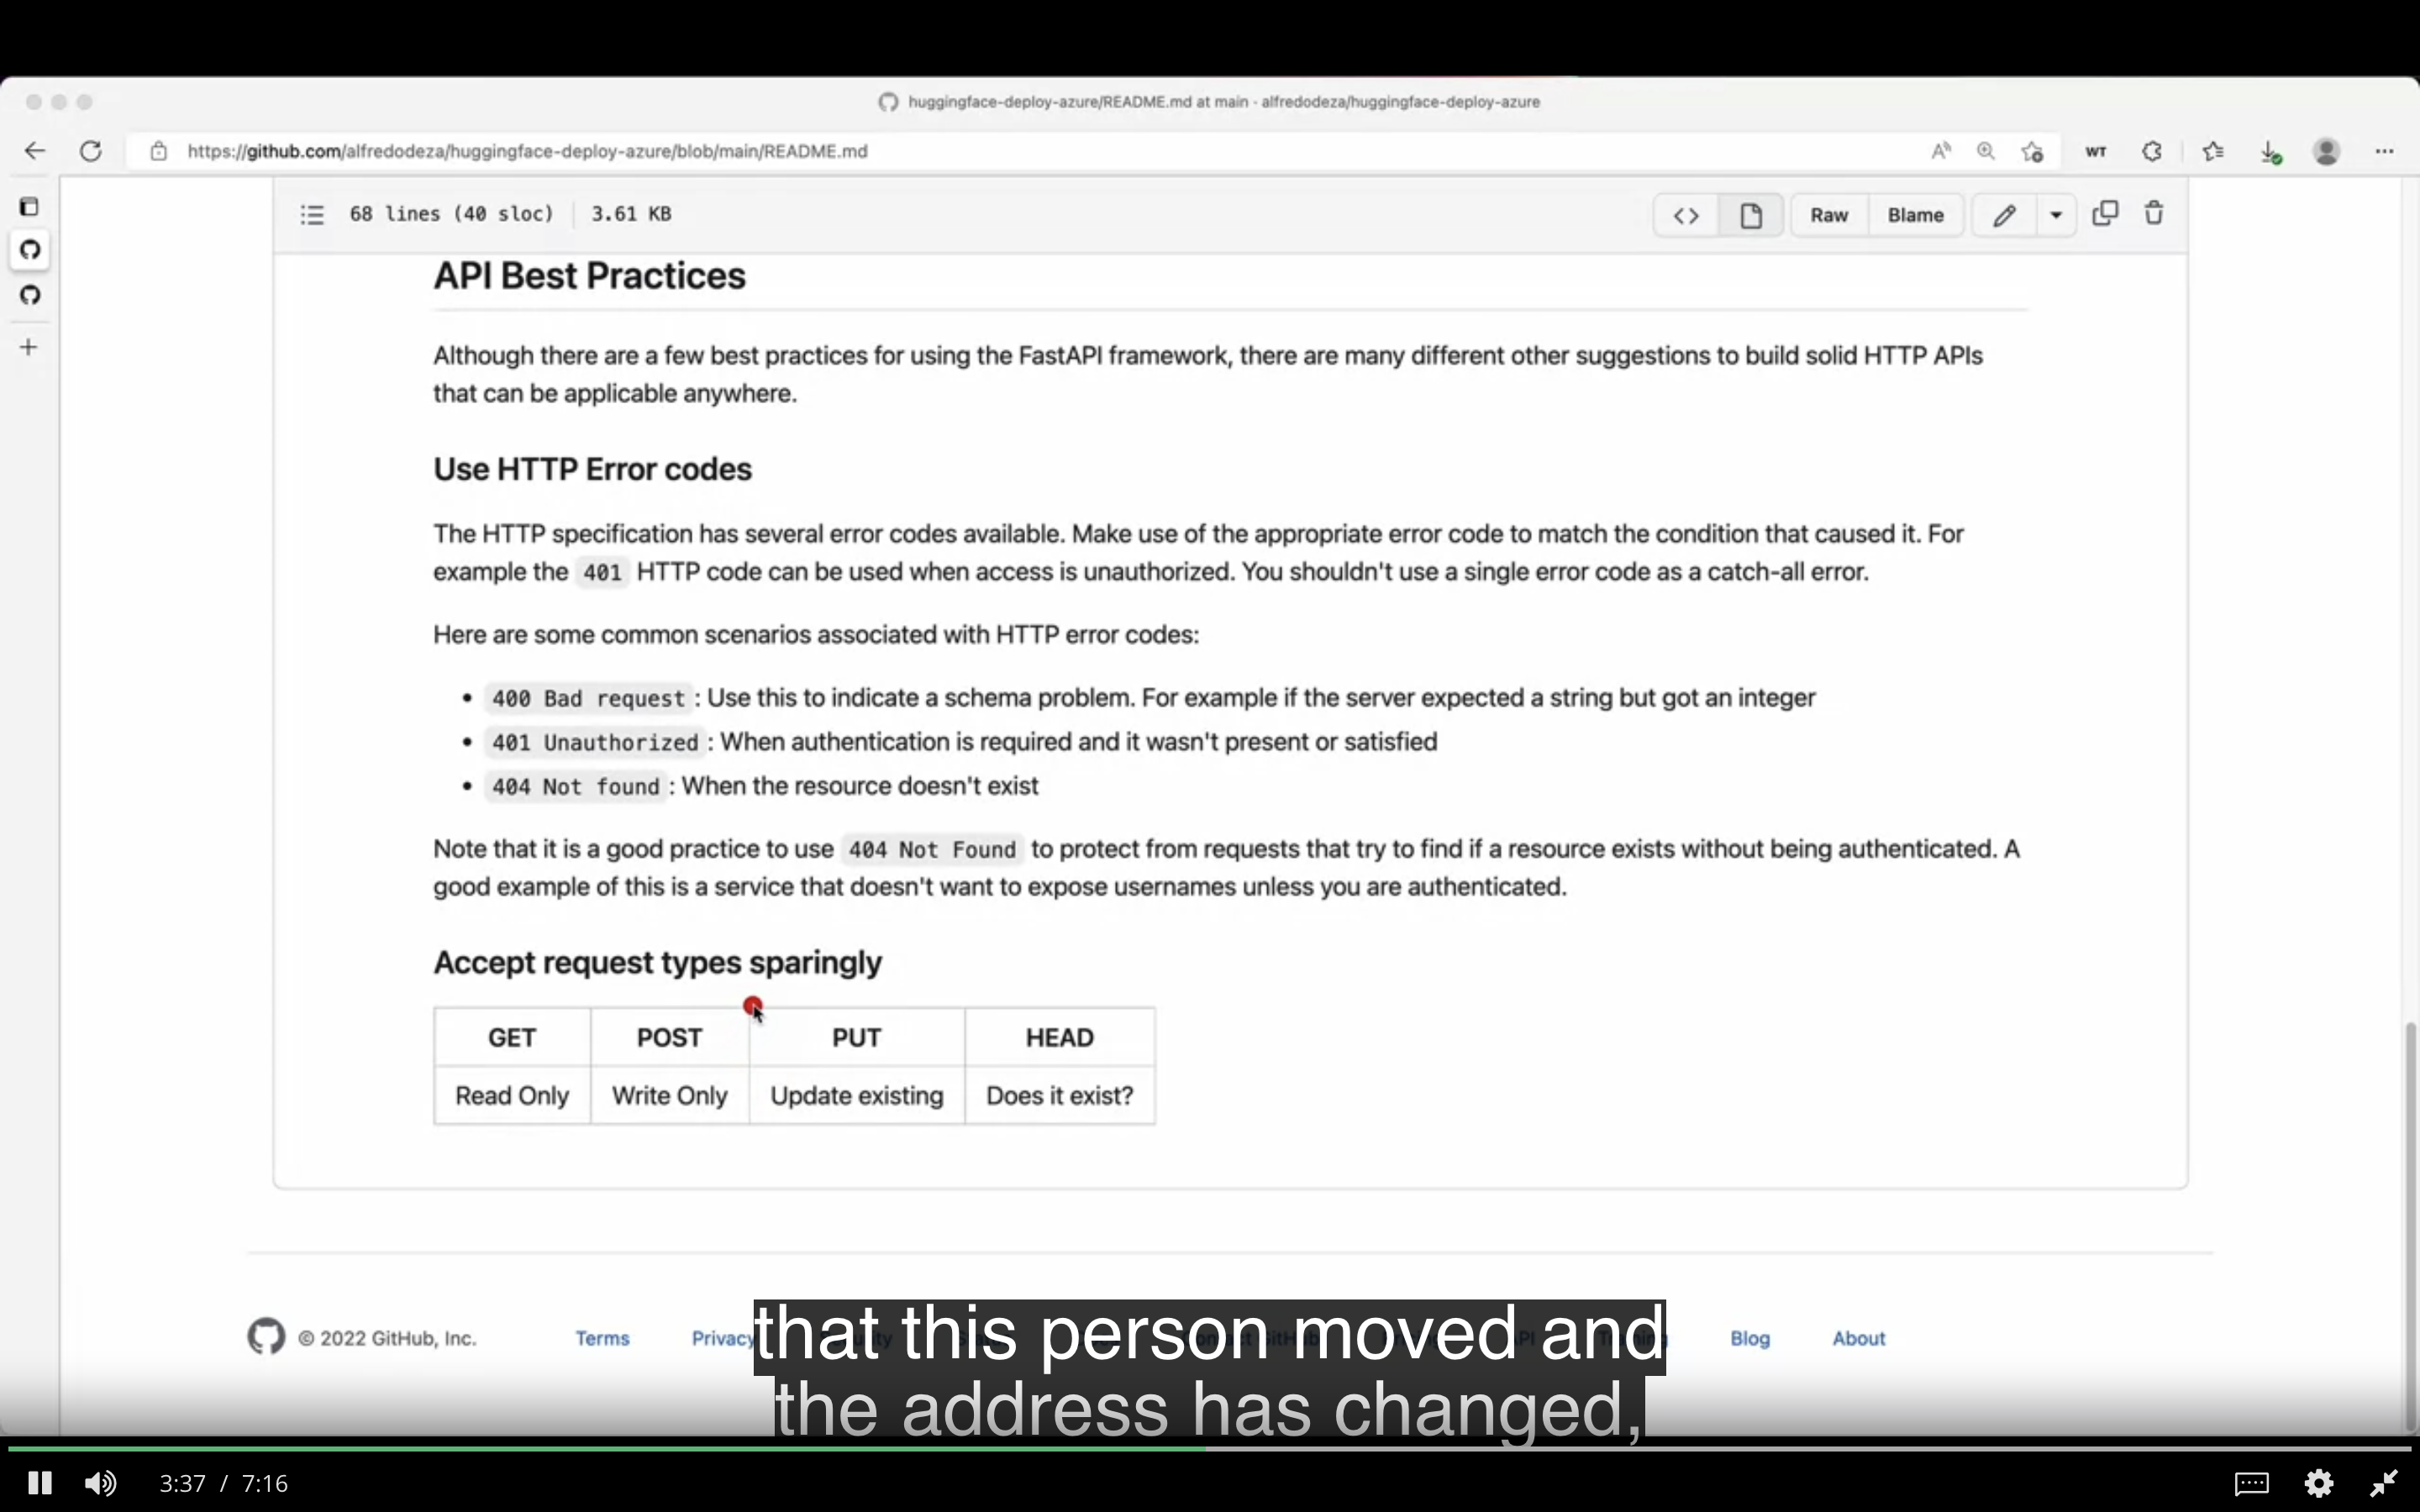 huggingface-deploy-azure/README.md at main · alfredodeza/huggingface-deploy-azure
https://github.com/alfredodeza/huggingface-deploy-azure/blob/main/README.md
WT
68 lines (40 sloc) 3.61 KB
Raw Blame
API Best Practices
Although there are a few best practices for using the FastAPI framework, there are many different other suggestions to build solid HTTP APIs
that can be applicable anywhere.
Use HTTP Error codes
The HTTP specification has several error codes available. Make use of the appropriate error code to match the condition that caused it. For
example the 401 HTTP code can be used when access is unauthorized. You shouldn't use a single error code as a catch-all error.
Here are some common scenarios associated with HTTP error codes:
• 400 Bad request : Use this to indicate a schema problem. For example if the server expected a string but got an integer
• 401 Unauthorized : When authentication is required and it wasn't present or satisfied
• 404 Not found : When the resource doesn't exist
Note that it is a good practice to use 404 Not Found to protect from requests that try to find if a resource exists without being authenticated. A
good example of this is a service that doesn't want to expose usernames unless you are authenticated.
Accept request types sparingly
GET POST PUT HEAD
Read Only Write Only Update existing Does it exist?
© 2022 GitHub, Inc. Terms Privacy Blog About
that this person moved and
the address has changed,
3:37 / 7:16